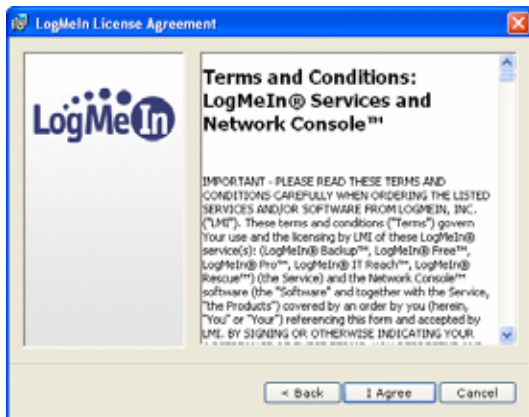 LogMeIn License Agreement
LogMeIn
Terms and Conditions:
LogMeIn® Services and
Network Console™
IMPORTANT - PLEASE READ THESE TERMS AND
CONDITIONS CAREFULLY WHEN ORDERING THE LISTED
SERVICES AND/OR SOFTWARE FROM LOGMEIN, INC.
("LMI"). These terms and conditions ("Terms") govern
Your use and the licensing by LMI of these LogMeIn®
service(s): (LogMeIn® Backup™, LogMeIn® Free™,
LogMeIn® Pro™, LogMeIn® IT Reach™, LogMeIn®
Rescue™) (the Service) and the Network Console™
software (the "Software" and together with the Service,
"the Products") covered by an order by you (herein,
"You" or "Your") referencing this form and accepted by
LMI. BY SIGNING OR OTHERWISE INDICATING YOUR
< Back
I Agree
Cancel